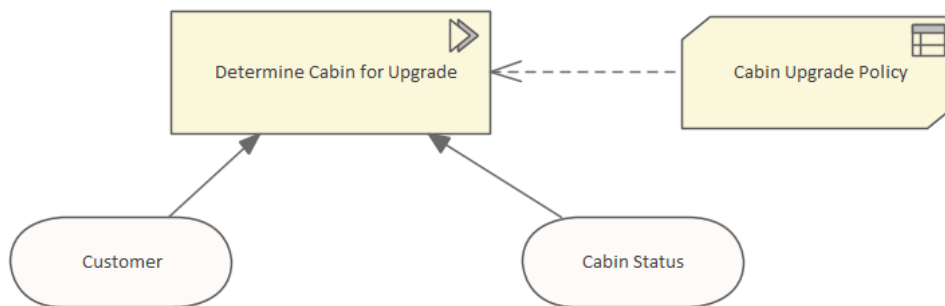 Determine Cabin for Upgrade
Cabin Upgrade Policy
Customer
Cabin Status